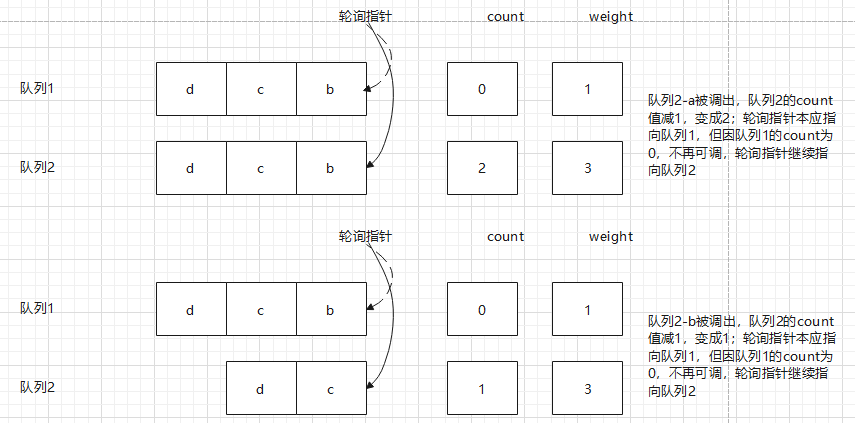 轮询指针 count weight
队列1 d c b 0 1
队列2 d c b 2 3
队列2-a被调出，队列2的count
值减1，变成2；轮询指针本应指
向队列1，但因队列1的count为
0，不再可调，轮询指针继续指
向队列2
轮询指针 count weight
队列1 d c b 0 1
队列2 d c 1 3
队列2-b被调出，队列2的count
值减1，变成1；轮询指针本应指
向队列1，但因队列1的count为
0，不再可调，轮询指针继续指
向队列2